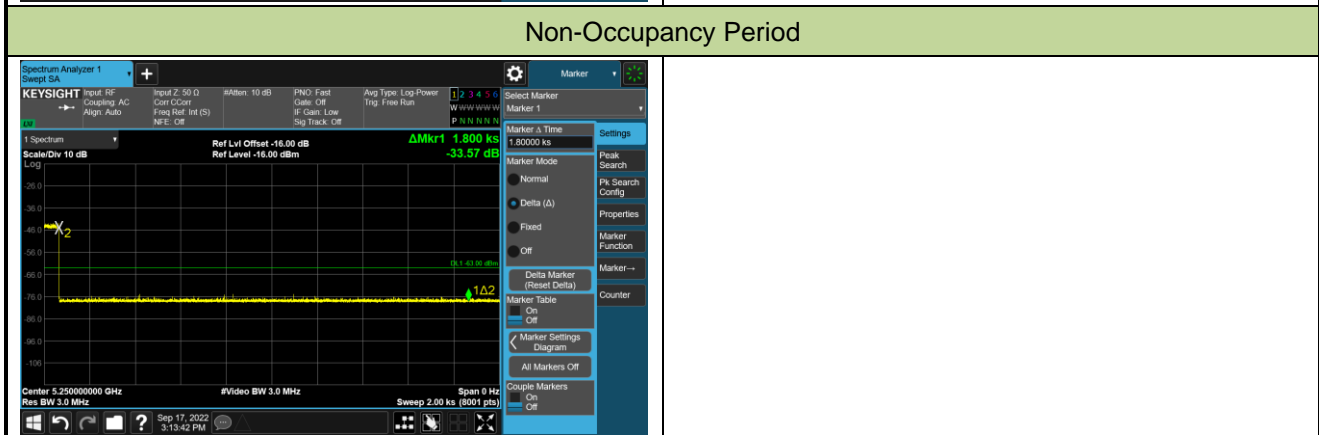 Non-Occupancy Period
Spectrum Analyzer 1
Swept SA
+
Marker
KEYSIGHT
Input: RF
Coupling: AC
Align: Auto
Input Z: 50 Ω
Corr CCorr
Freq Ref: Int (S)
NFE: Off
#Atten: 10 dB
PNO: Fast
Gate: Off
IF Gain: Low
Sig Track: Off
Avg Type: Log-Power
Trig: Free Run
1 2 3 4 5 6
W W W W W W
P N N N N N
Select Marker
Marker 1
1 Spectrum
Scale/Div 10 dB
Log
Ref Lvl Offset -16.00 dB
Ref Level -16.00 dBm
ΔMkr1 1.800 ks
-33.57 dB
-26.0
-36.0
-46.0
-56.0
-66.0
-76.0
-86.0
-96.0
-106
X2
DL1 -63.00 dBm
1Δ2
Center 5.250000000 GHz
Res BW 3.0 MHz
#Video BW 3.0 MHz
Span 0 Hz
Sweep 2.00 ks (8001 pts)
Marker Δ Time
1.80000 ks
Marker Mode
Normal
Delta (Δ)
Fixed
Off
Delta Marker
(Reset Delta)
Marker Table
On
Off
Marker Settings
Diagram
All Markers Off
Couple Markers
On
Off
Settings
Peak
Search
Pk Search
Config
Properties
Marker
Function
Marker→
Counter
?
Sep 17, 2022
3:13:42 PM